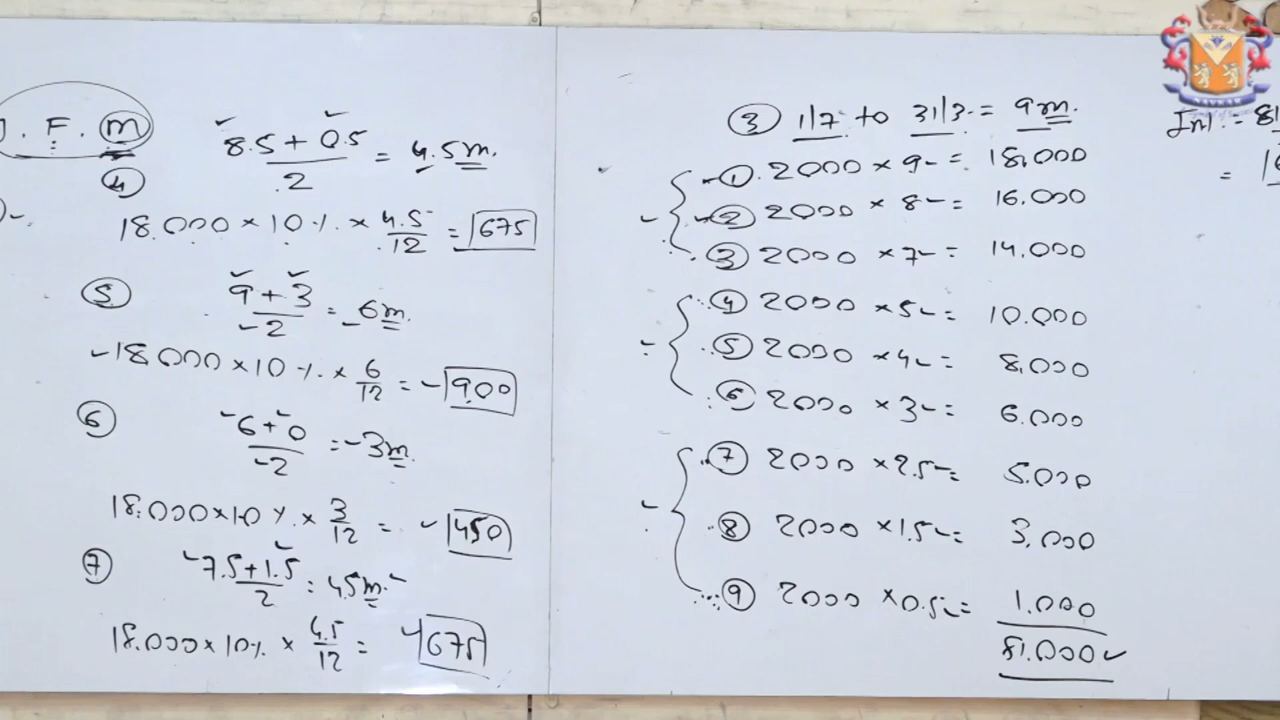 J. F. m
8.5 + 0.5 / 2 = 4.5m.
④
18.000 × 10 %. × 4.5/12 = 675
⑤ 9 + 3 / 2 = 6m.
18.000 × 10 %. × 6/12 = 900
⑥ 6 + 0 / 2 = 3m.
18.000 × 10 %. × 3/12 = 450
⑦ 7.5 + 1.5 / 2 = 45m.
18.000 × 10% × 4.5/12 = 675
③ 1/7 to 31/3 = 9m.
① 2000 × 9 = 18,000
② 2000 × 8 = 16.000
③ 2000 × 7 = 14.000
④ 2000 × 5 = 10.000
⑤ 2000 × 4 = 8,000
⑥ 2000 × 3 = 6.000
⑦ 2000 × 2.5 = 5.000
⑧ 2000 × 1.5 = 3,000
⑨ 2000 × 0.5 = 1.000
81.000
Int. = 81
= 16